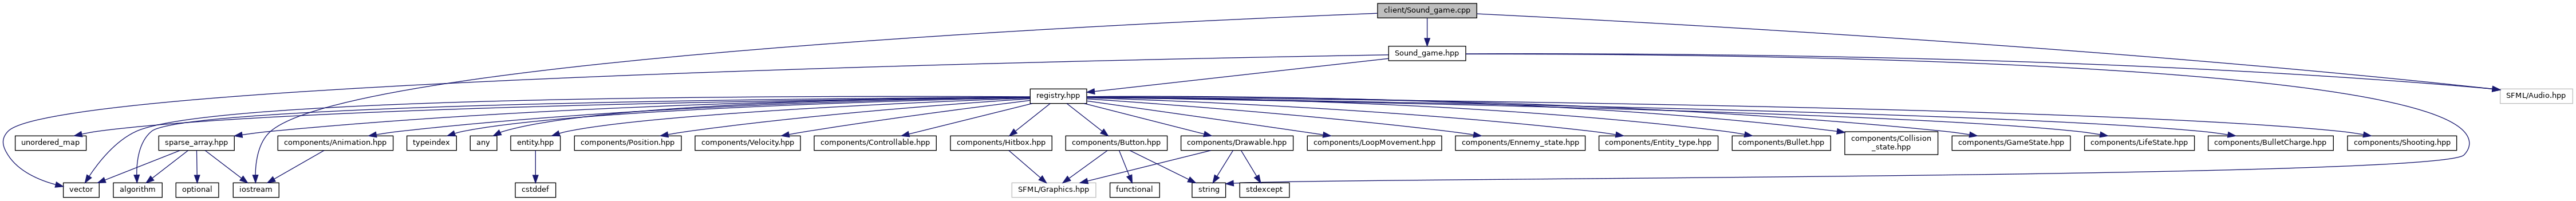 client/Sound_game.cpp
Sound_game.hpp
registry.hpp
SFML/Audio.hpp
unordered_map
sparse_array.hpp
components/Animation.hpp
typeindex
any
entity.hpp
components/Position.hpp
components/Velocity.hpp
components/Controllable.hpp
components/Hitbox.hpp
components/Button.hpp
components/Drawable.hpp
components/LoopMovement.hpp
components/Ennemy_state.hpp
components/Entity_type.hpp
components/Bullet.hpp
components/Collision
_state.hpp
components/GameState.hpp
components/LifeState.hpp
components/BulletCharge.hpp
components/Shooting.hpp
vector
algorithm
optional
iostream
cstddef
SFML/Graphics.hpp
functional
string
stdexcept